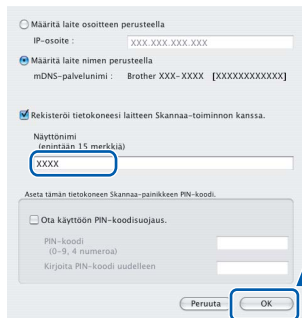 Määritä laite osoitteen perusteella
IP-osoite : XXX.XXX.XXX.XXX
Määritä laite nimen perusteella
mDNS-palvelunimi : Brother XXX-XXXX [XXXXXXXXXXXX]
Rekisteröi tietokoneesi laitteen Skannaa-toiminnon kanssa.
Näyttönimi
(enintään 15 merkkiä)
XXXX
Aseta tämän tietokoneen Skannaa-painikkeen PIN-koodi.
Ota käyttöön PIN-koodisuojaus.
PIN-koodi
(0-9, 4 numeroa)
Kirjoita PIN-koodi uudelleen
Peruuta OK